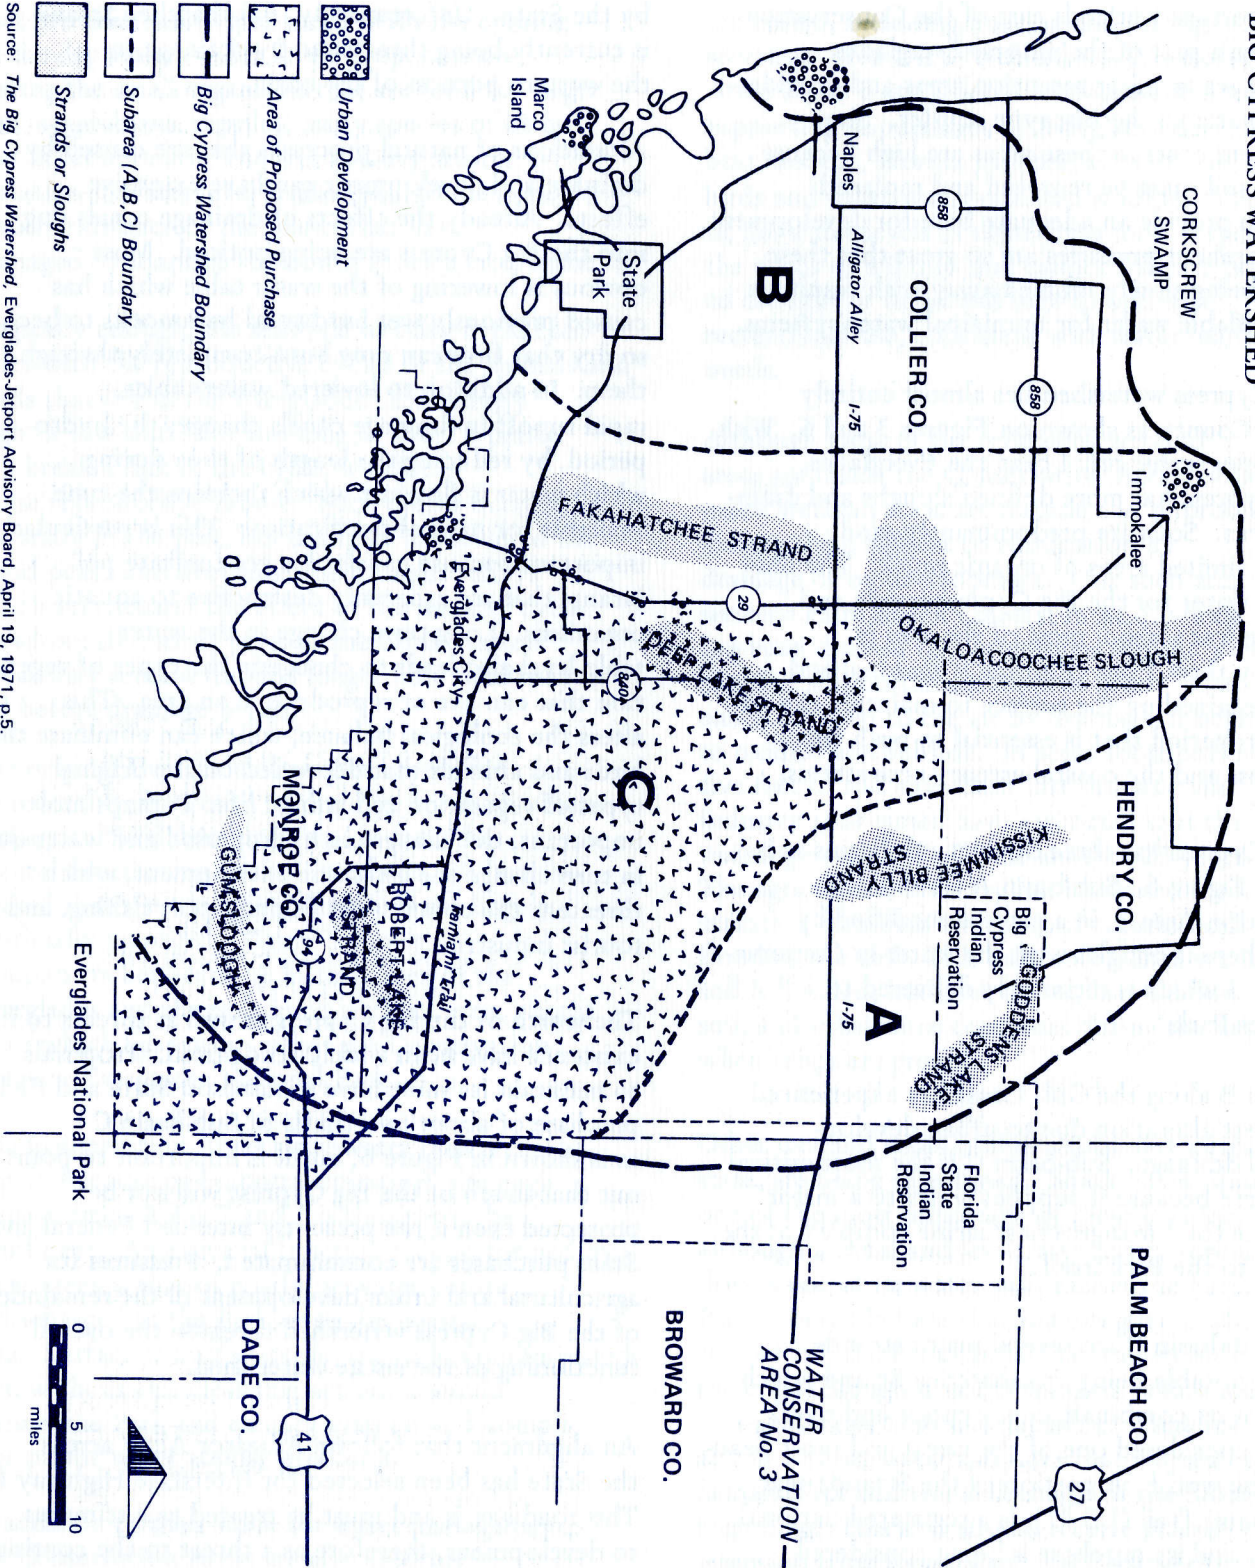 BIG CYPRESS WATERSHED
CORKSCREW
SWAMP
PALM BEACH CO.
27
HENDRY CO.
Immokalee
858
858
COLLIER CO.
Naples
Alligator Alley
I-75
B
OKALOACOOCHEE SLOUGH
KISSIMMEE BILLY
STRAND
Big
Cypress
Indian
Reservation
GODDENS LAKE
STRAND
Florida
State
Indian
Reservation
A
I-75
WATER
CONSERVATION
AREA No. 3
BROWARD CO.
State
Park
Marco
Island
FAKAHATCHEE STRAND
29
DEEP LAKE STRAND
840
C
Everglades City
Tamiami Trail
ROBERT LAKE
STRAND
94
MONROE CO.
GUM SLOUGH
Everglades National Park
DADE CO.
41
0 5 10
miles
Urban Development
Area of Proposed Purchase
Big Cypress Watershed Boundary
Subarea (A,B,C) Boundary
Strands or Sloughs
Source: The Big Cypress Watershed, Everglades-Jetport Advisory Board, April 19, 1971, p.5